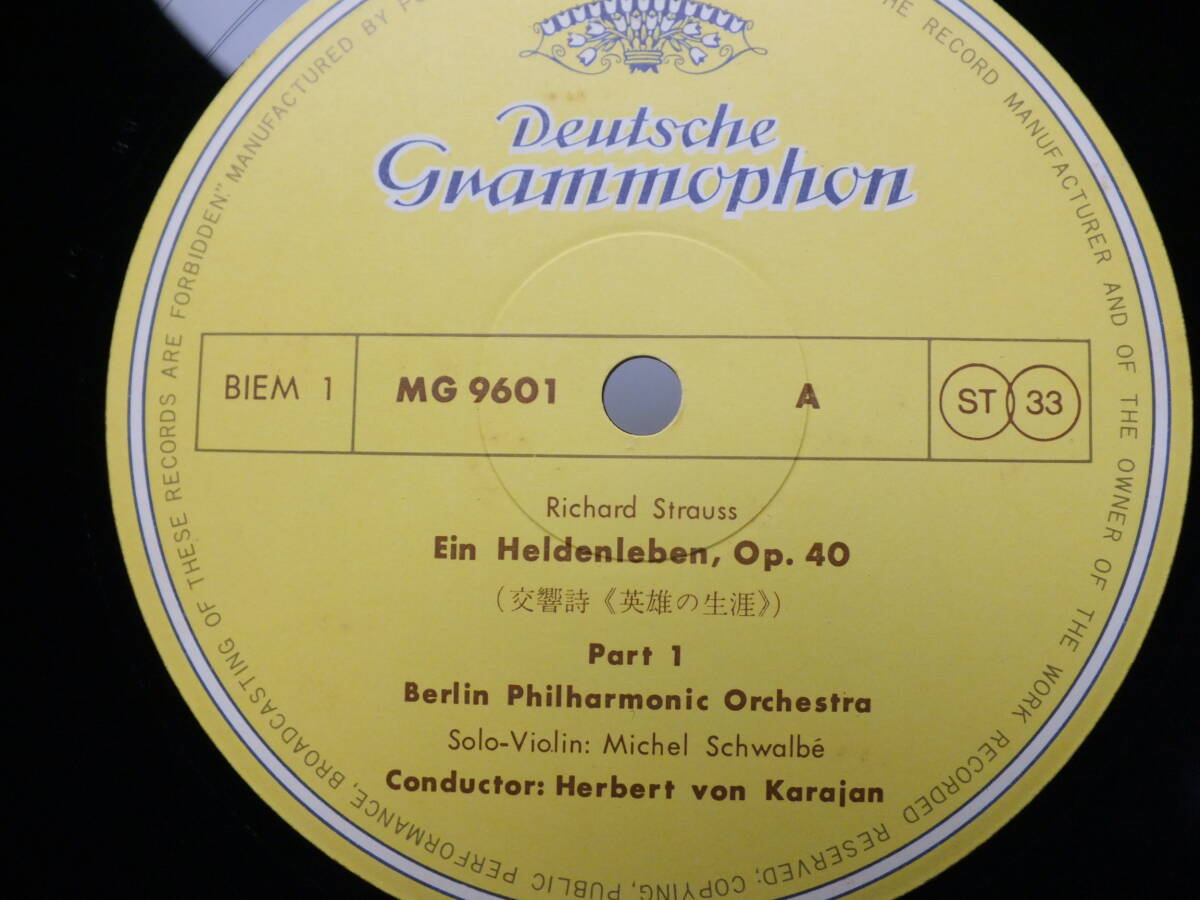 Deutsche
Grammophon
BIEM 1
MG 9601
A
ST 33
Richard Strauss
Ein Heldenleben, Op. 40
(交響詩《英雄の生涯》)
Part 1
Berlin Philharmonic Orchestra
Solo-Violin: Michel Schwalbé
Conductor: Herbert von Karajan
RECORD MANUFACTURER AND OF THE OWNER OF THE WORK RECORDED RESERVED; COPYING, PUBLIC PERFORMANCE, BROADCASTING OF THESE RECORDS ARE FORBIDDEN." MANUFACTURED BY